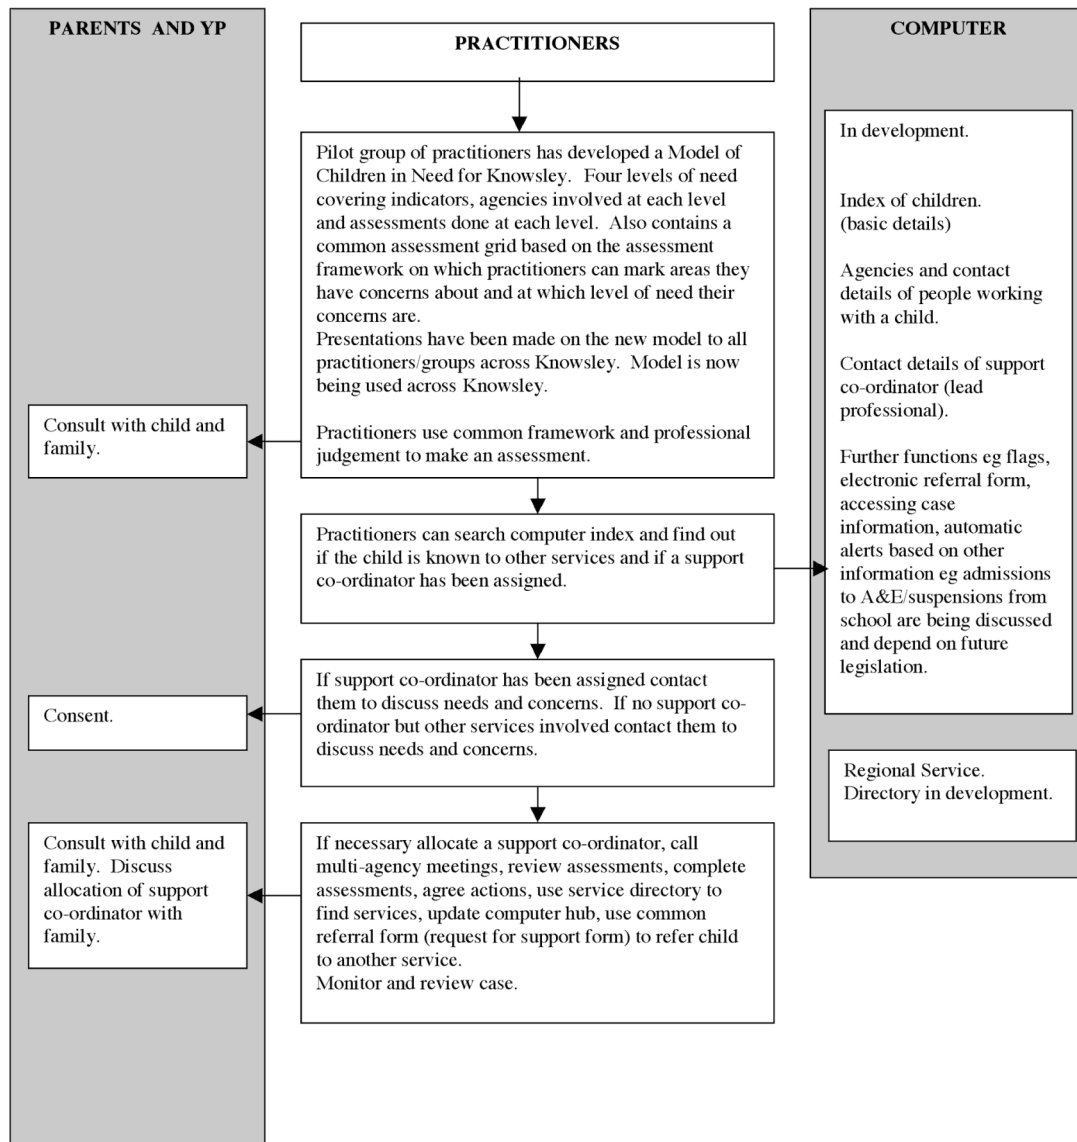 PARENTS AND YP
Consult with child and
family.
Consent.
Consult with child and
family. Discuss
allocation of support
co-ordinator with
family.
PRACTITIONERS
Pilot group of practitioners has developed a Model of
Children in Need for Knowsley. Four levels of need
covering indicators, agencies involved at each level
and assessments done at each level. Also contains a
common assessment grid based on the assessment
framework on which practitioners can mark areas they
have concerns about and at which level of need their
concerns are.
Presentations have been made on the new model to all
practitioners/groups across Knowsley. Model is now
being used across Knowsley.
Practitioners use common framework and professional
judgement to make an assessment.
Practitioners can search computer index and find out
if the child is known to other services and if a support
co-ordinator has been assigned.
If support co-ordinator has been assigned contact
them to discuss needs and concerns. If no support co-
ordinator but other services involved contact them to
discuss needs and concerns.
If necessary allocate a support co-ordinator, call
multi-agency meetings, review assessments, complete
assessments, agree actions, use service directory to
find services, update computer hub, use common
referral form (request for support form) to refer child
to another service.
Monitor and review case.
COMPUTER
In development.
Index of children.
(basic details)
Agencies and contact
details of people working
with a child.
Contact details of support
co-ordinator (lead
professional).
Further functions eg flags,
electronic referral form,
accessing case
information, automatic
alerts based on other
information eg admissions
to A&E/suspensions from
school are being discussed
and depend on future
legislation.
Regional Service.
Directory in development.